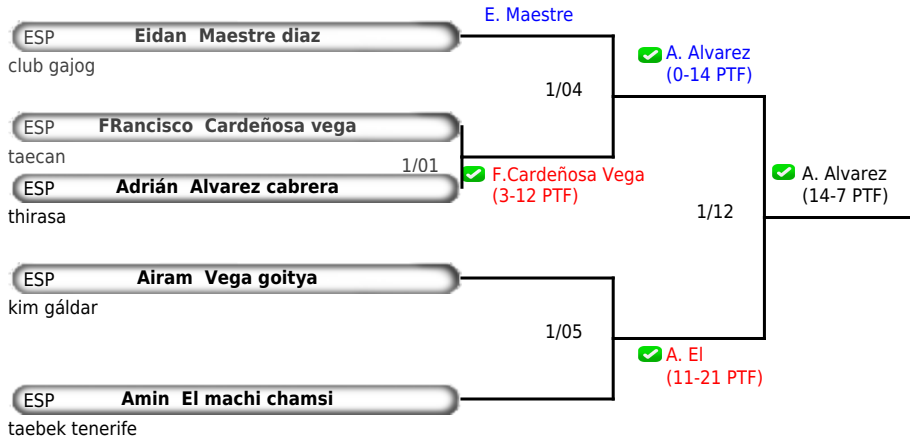 E. Maestre
ESP Eidan Maestre diaz
club gajog
A. Alvarez
(0-14 PTF)
1/04
ESP FRancisco Cardeñosa vega
taecan
1/01
F.Cardeñosa Vega
(3-12 PTF)
ESP Adrián Alvarez cabrera
thirasa
A. Alvarez
(14-7 PTF)
1/12
ESP Airam Vega goitya
kim gáldar
1/05
A. El
(11-21 PTF)
ESP Amin El machi chamsi
taebek tenerife